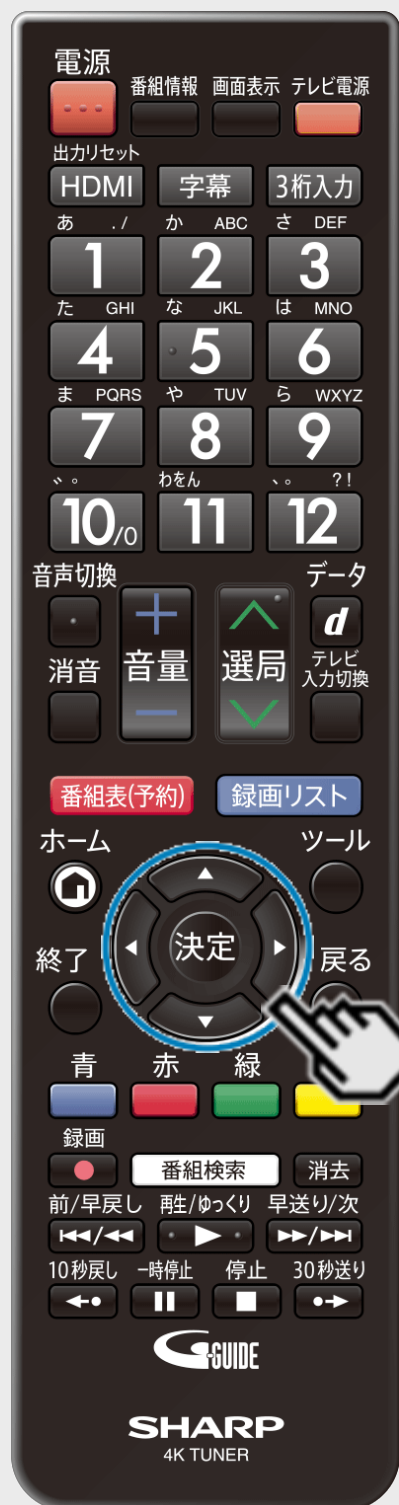 電源
番組情報 画面表示 テレビ電源
出力リセット
HDMI 字幕 3桁入力
あ ./ か ABC さ DEF
1 2 3
た GHI な JKL は MNO
4 5 6
ま PQRS や TUV ら WXYZ
7 8 9
゛゜ わをん 、。 ?!
10/0 11 12
音声切換 データ
+ d
消音 音量 選局 テレビ
入力切換
−
番組表(予約) 録画リスト
ホーム ツール
決定
終了 戻る
青 赤 緑
録画
番組検索 消去
前/早戻し 再生/ゆっくり 早送り/次
10秒戻し 一時停止 停止 30秒送り
G-GUIDE
SHARP
4K TUNER